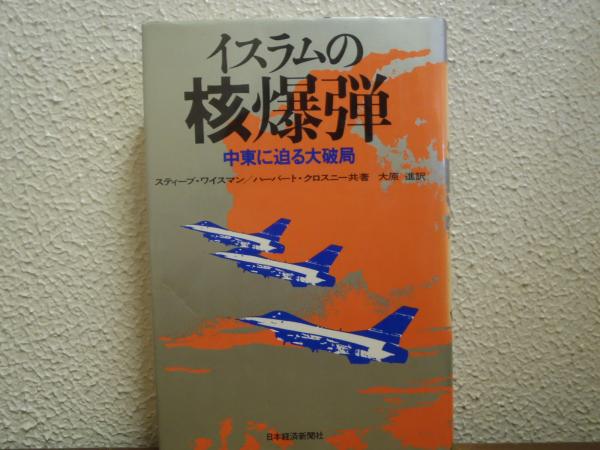 イスラムの
核爆弾
中東に迫る大破局
スティーブ・ワイスマン／ハーバート・クロスニー共著 大原 進訳
日本経済新聞社